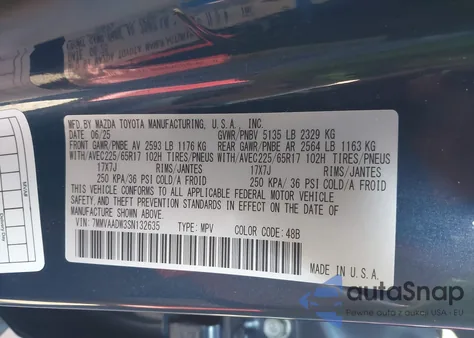 MFD. BY MAZDA TOYOTA MANUFACTURING, U.S.A., INC.
DATE: 06/25 GVWR/PNBV 5135 LB 2329 KG
FRONT GAWR/PNBE AV 2593 LB 1176 KG REAR GAWR/PNBE AR 2564 LB 1163 KG
WITH/AVEC225/65R17 102H TIRES/PNEUS WITH/AVEC225/65R17 102H TIRES/PNEUS
17X7J RIMS/JANTES 17X7J RIMS/JANTES
250 KPA/ 36 PSI COLD/A FROID 250 KPA/ 36 PSI COLD/A FROID
THIS VEHICLE CONFORMS TO ALL APPLICABLE FEDERAL MOTOR VEHICLE
SAFETY, AND THEFT PREVENTION STANDARDS IN EFFECT ON THE DATE OF
MANUFACTURE SHOWN ABOVE.
VIN: 7MMVAADW3SN132635 TYPE: MPV COLOR CODE: 48B
MADE IN U.S.A.
autoSnap
Auta z aukcji USA - EU